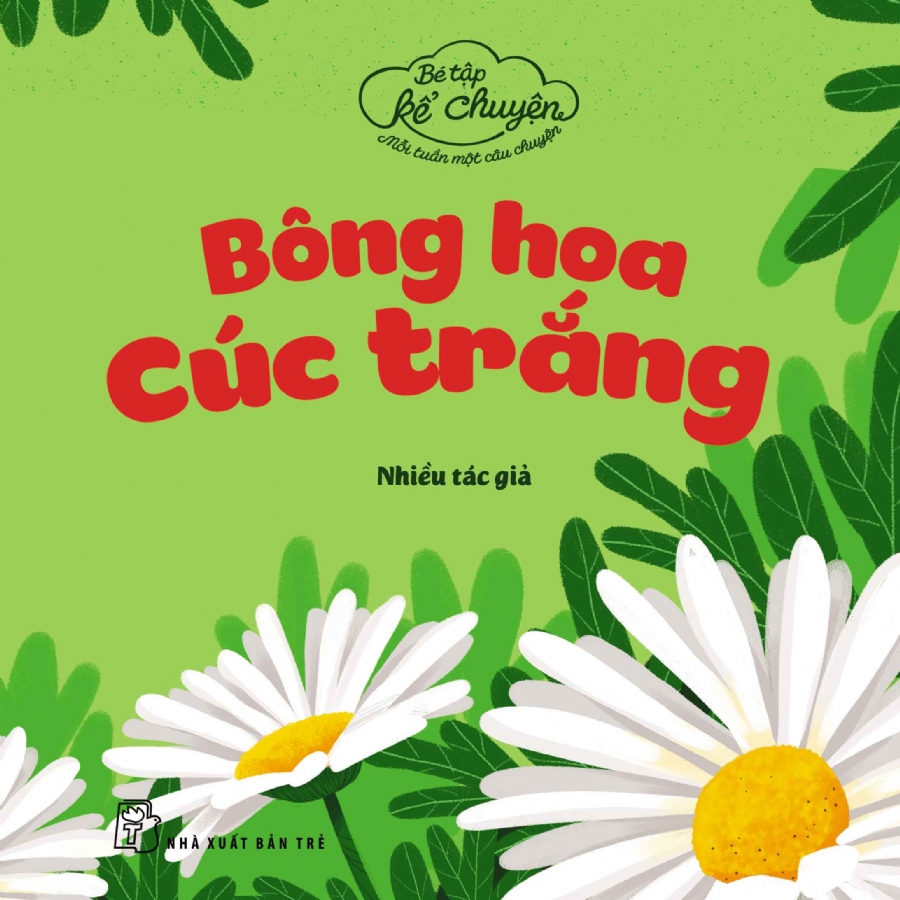 Bé tập
kể chuyện
Mỗi tuần một câu chuyện
Bông hoa
Cúc trắng
Nhiều tác giả
T
NHÀ XUẤT BẢN TRẺ